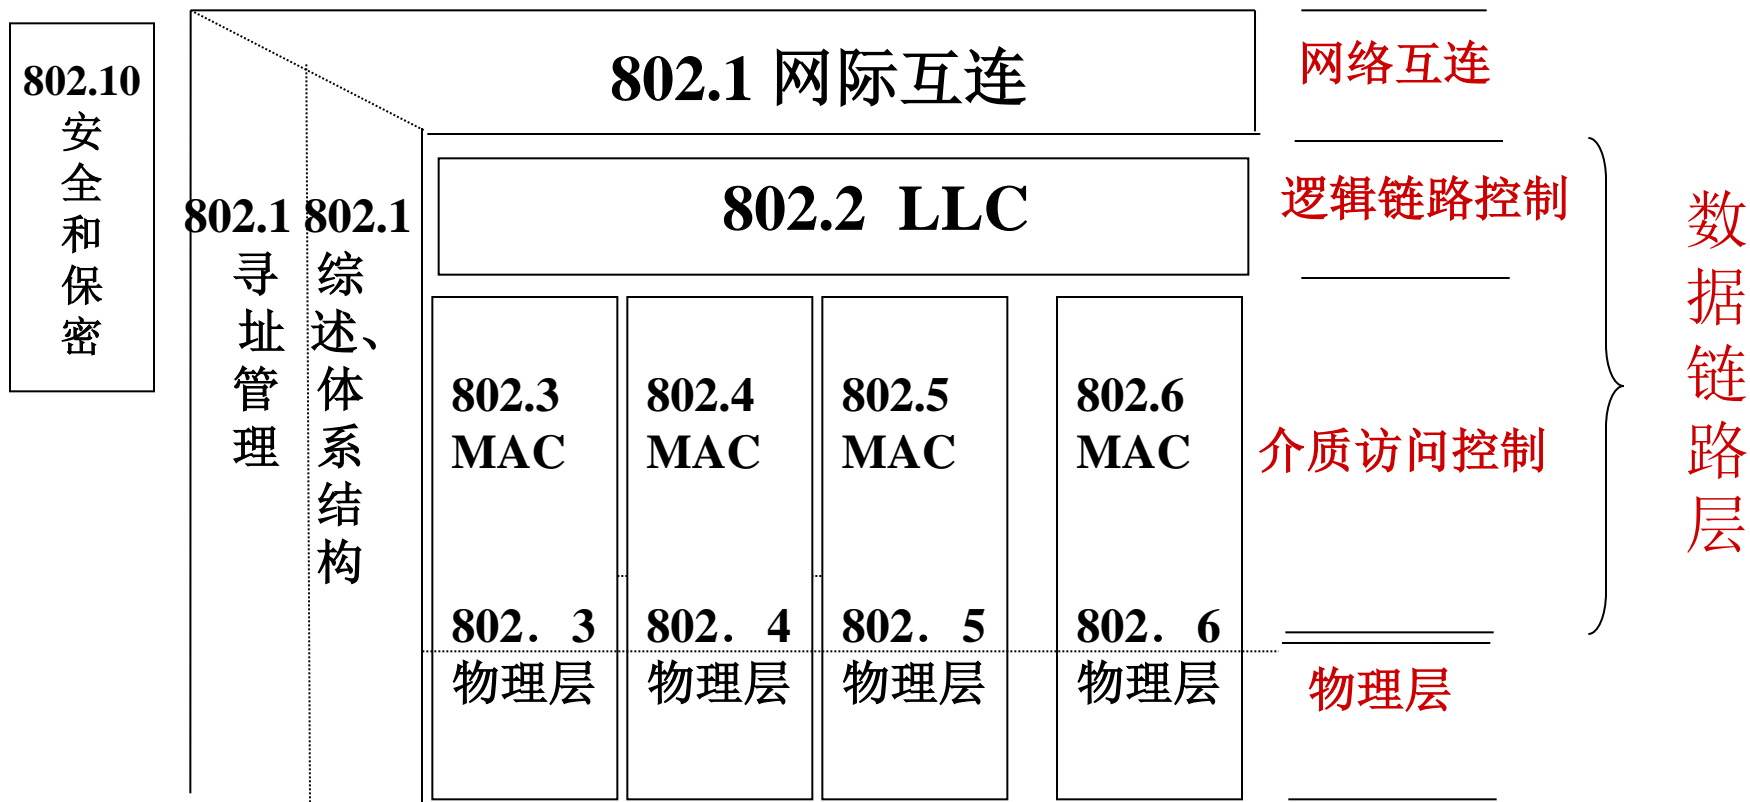 802.10
安
全
和
保
密
802.1
寻
址
管
理
802.1
综
述、
体
系
结
构
802.1 网际互连
802.2 LLC
802.3
MAC
802.4
MAC
802.5
MAC
802.6
MAC
802．3
物理层
802．4
物理层
802．5
物理层
802．6
物理层
网络互连
逻辑链路控制
介质访问控制
物理层
数
据
链
路
层